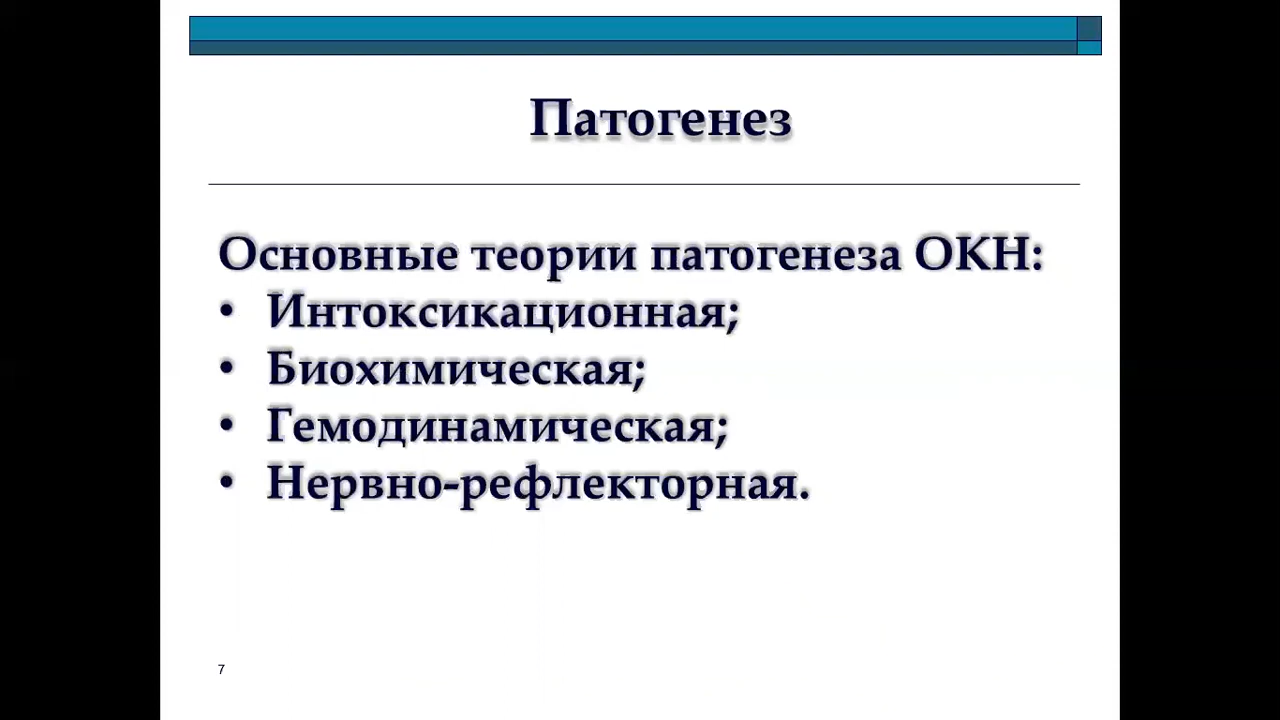 Патогенез
Основные теории патогенеза ОКН:
• Интоксикационная;
• Биохимическая;
• Гемодинамическая;
• Нервно-рефлекторная.
7